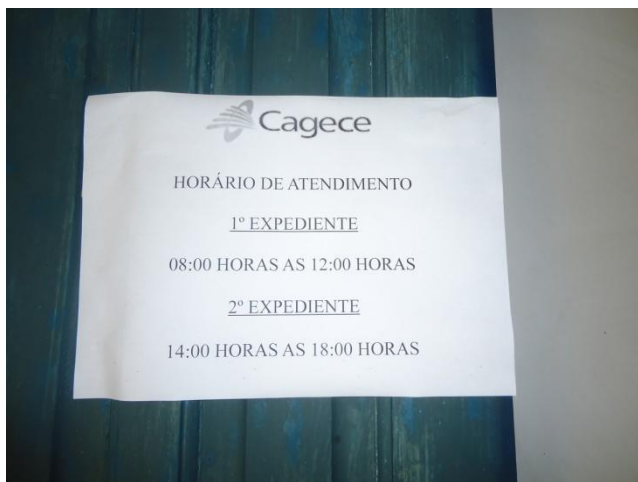 Cagece
HORÁRIO DE ATENDIMENTO
1º EXPEDIENTE
08:00 HORAS AS 12:00 HORAS
2º EXPEDIENTE
14:00 HORAS AS 18:00 HORAS